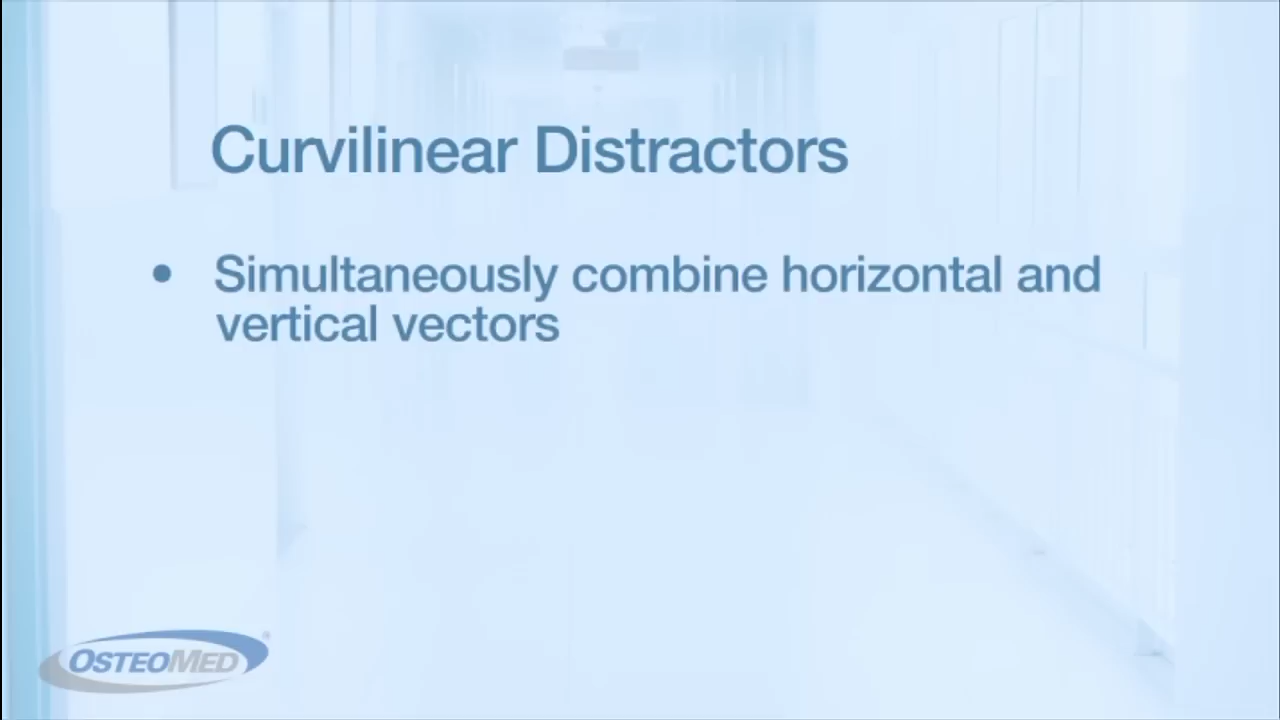 Curvilinear Distractors
• Simultaneously combine horizontal and
vertical vectors
OSTEOMED®